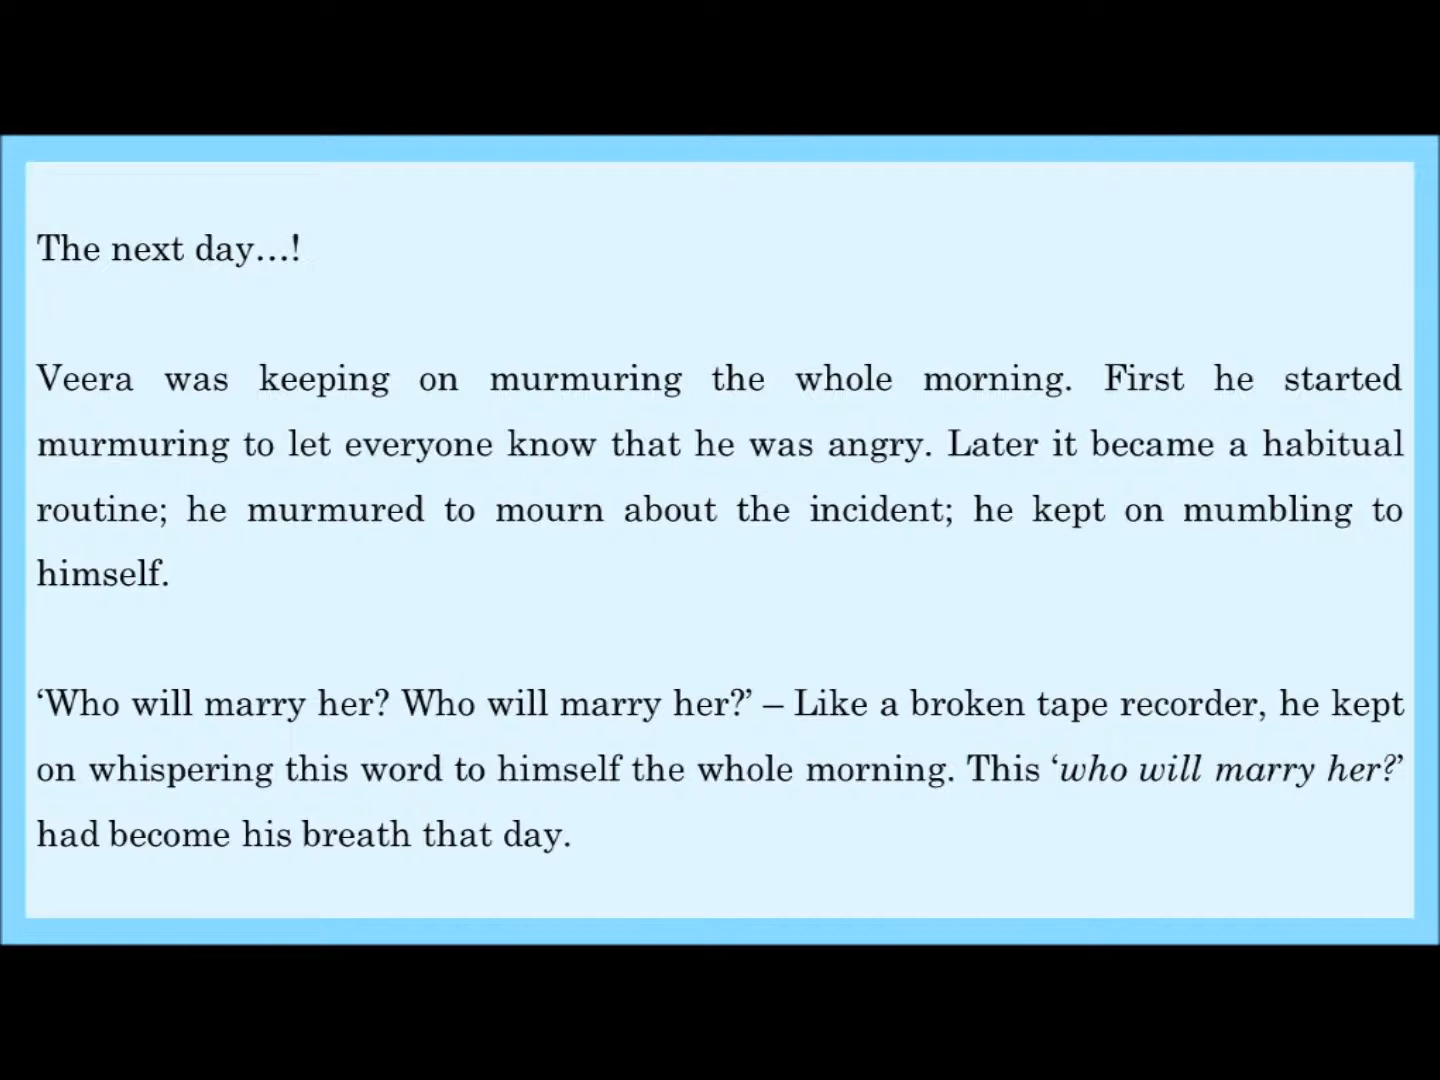 The next day...!
Veera was keeping on murmuring the whole morning. First he started
murmuring to let everyone know that he was angry. Later it became a habitual
routine; he murmured to mourn about the incident; he kept on mumbling to
himself.
‘Who will marry her? Who will marry her?’ – Like a broken tape recorder, he kept
on whispering this word to himself the whole morning. This ‘who will marry her?’
had become his breath that day.